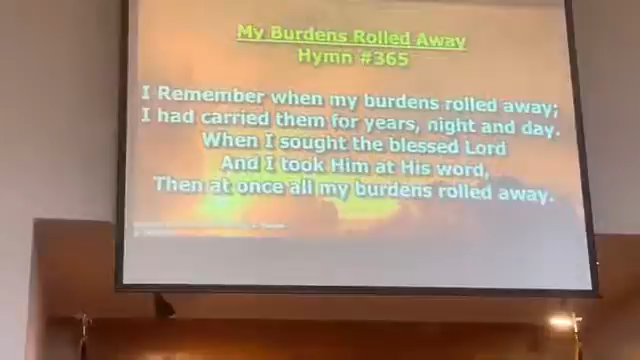 My Burdens Rolled Away
Hymn #365
I Remember when my burdens rolled away;
I had carried them for years, night and day.
When I sought the blessed Lord
And I took Him at His word,
Then at once all my burdens rolled away.